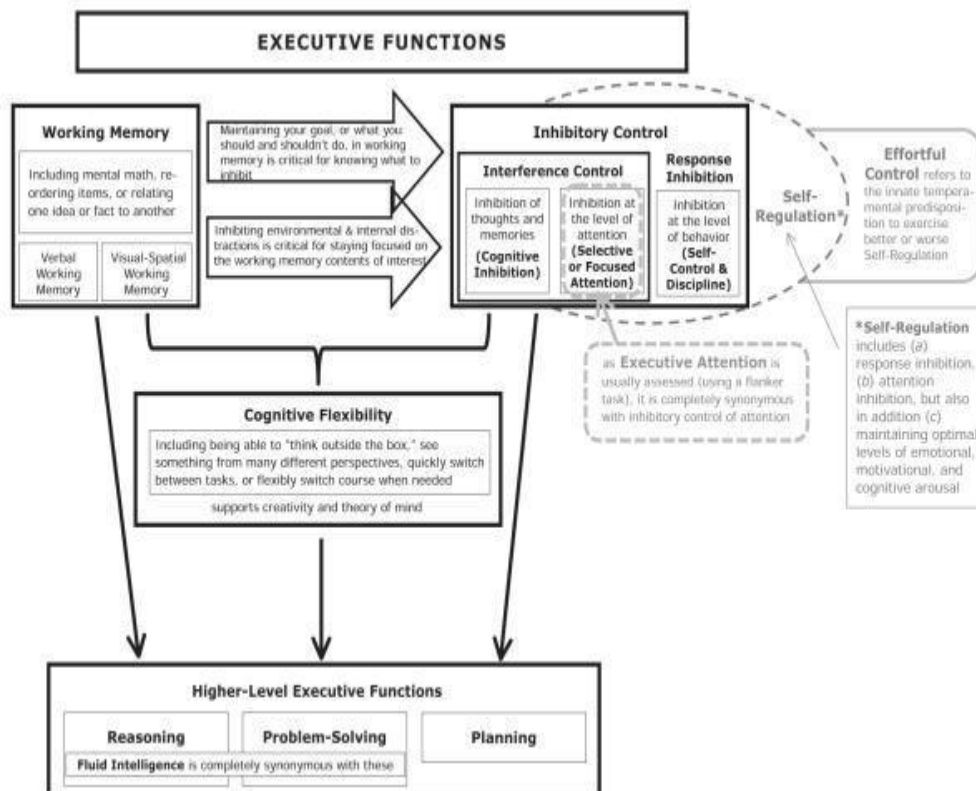 EXECUTIVE FUNCTIONS
Working Memory
Including mental math, re-
ordering items, or relating
one idea or fact to another
Verbal
Working
Memory
Visual-Spatial
Working
Memory
Maintaining your goal, or what you
should and shouldn't do, in working
memory is critical for knowing what to
inhibit
Inhibiting environmental & internal dis-
tractions is critical for staying focused on
the working memory contents of interest
Inhibitory Control
Interference Control
Inhibition of
thoughts and
memories
(Cognitive
Inhibition)
Inhibition at
the level of
attention
(Selective
or Focused
Attention)
Response
Inhibition
Inhibition
at the level
of behavior
(Self-
Control &
Discipline)
Self-
Regulation*
Effortful
Control refers to
the innate tempera-
mental predisposi-
tion to exercise
better or worse
Self-Regulation
*Self-Regulation
includes (a)
response inhibition,
(b) attention
inhibition, but also
in addition (c)
maintaining optimal
levels of emotional,
motivational, and
cognitive arousal
as Executive Attention is
usually assessed (using a flanker
task), it is completely synonymous
with inhibitory control of attention
Cognitive Flexibility
Including being able to "think outside the box," see
something from many different perspectives, quickly switch
between tasks, or flexibly switch course when needed
supports creativity and theory of mind
Higher-Level Executive Functions
Reasoning
Problem-Solving
Planning
Fluid Intelligence is completely synonymous with these